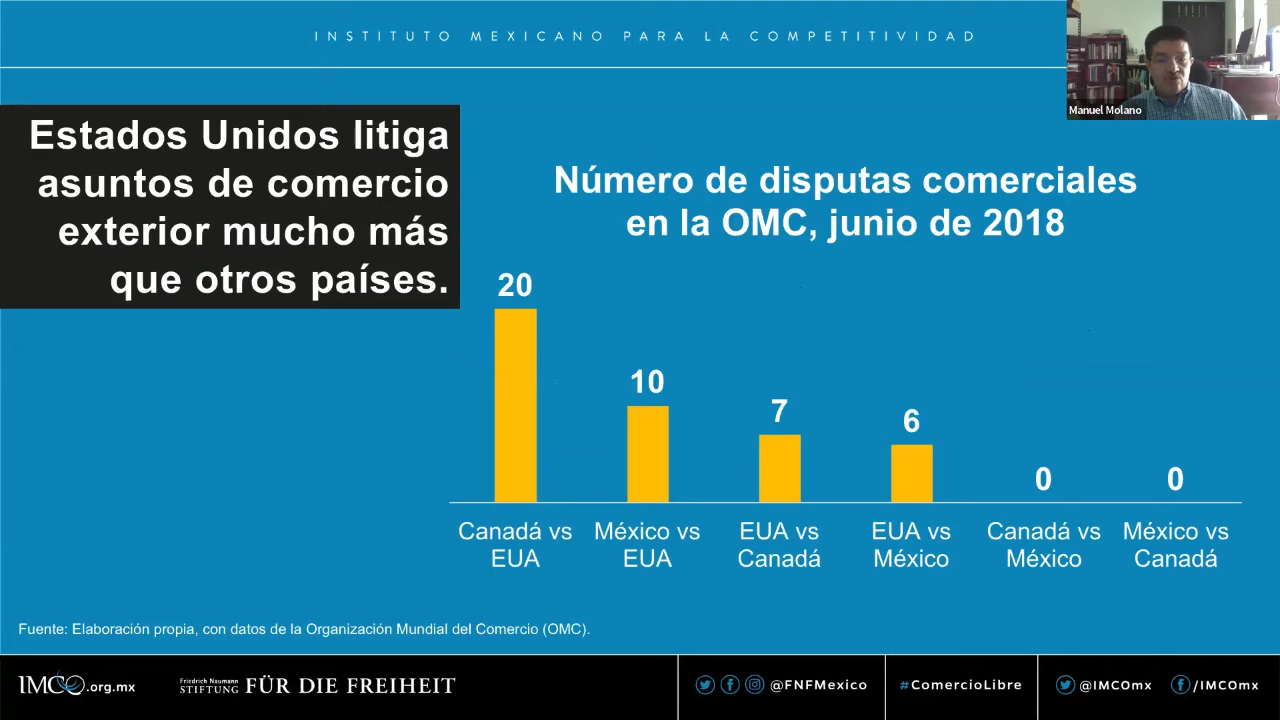 INSTITUTO MEXICANO PARA LA COMPETITIVIDAD
Manuel Molano
Estados Unidos litiga
asuntos de comercio
exterior mucho más
que otros países.
Número de disputas comerciales
en la OMC, junio de 2018
20
10
7
6
0
0
Canadá vs
EUA
México vs
EUA
EUA vs
Canadá
EUA vs
México
Canadá vs
México
México vs
Canadá
Fuente: Elaboración propia, con datos de la Organización Mundial del Comercio (OMC).
IMCO.org.mx
Friedrich Naumann
STIFTUNG FÜR DIE FREIHEIT
@FNFMexico
#ComercioLibre
@IMCOmx
/IMCOmx